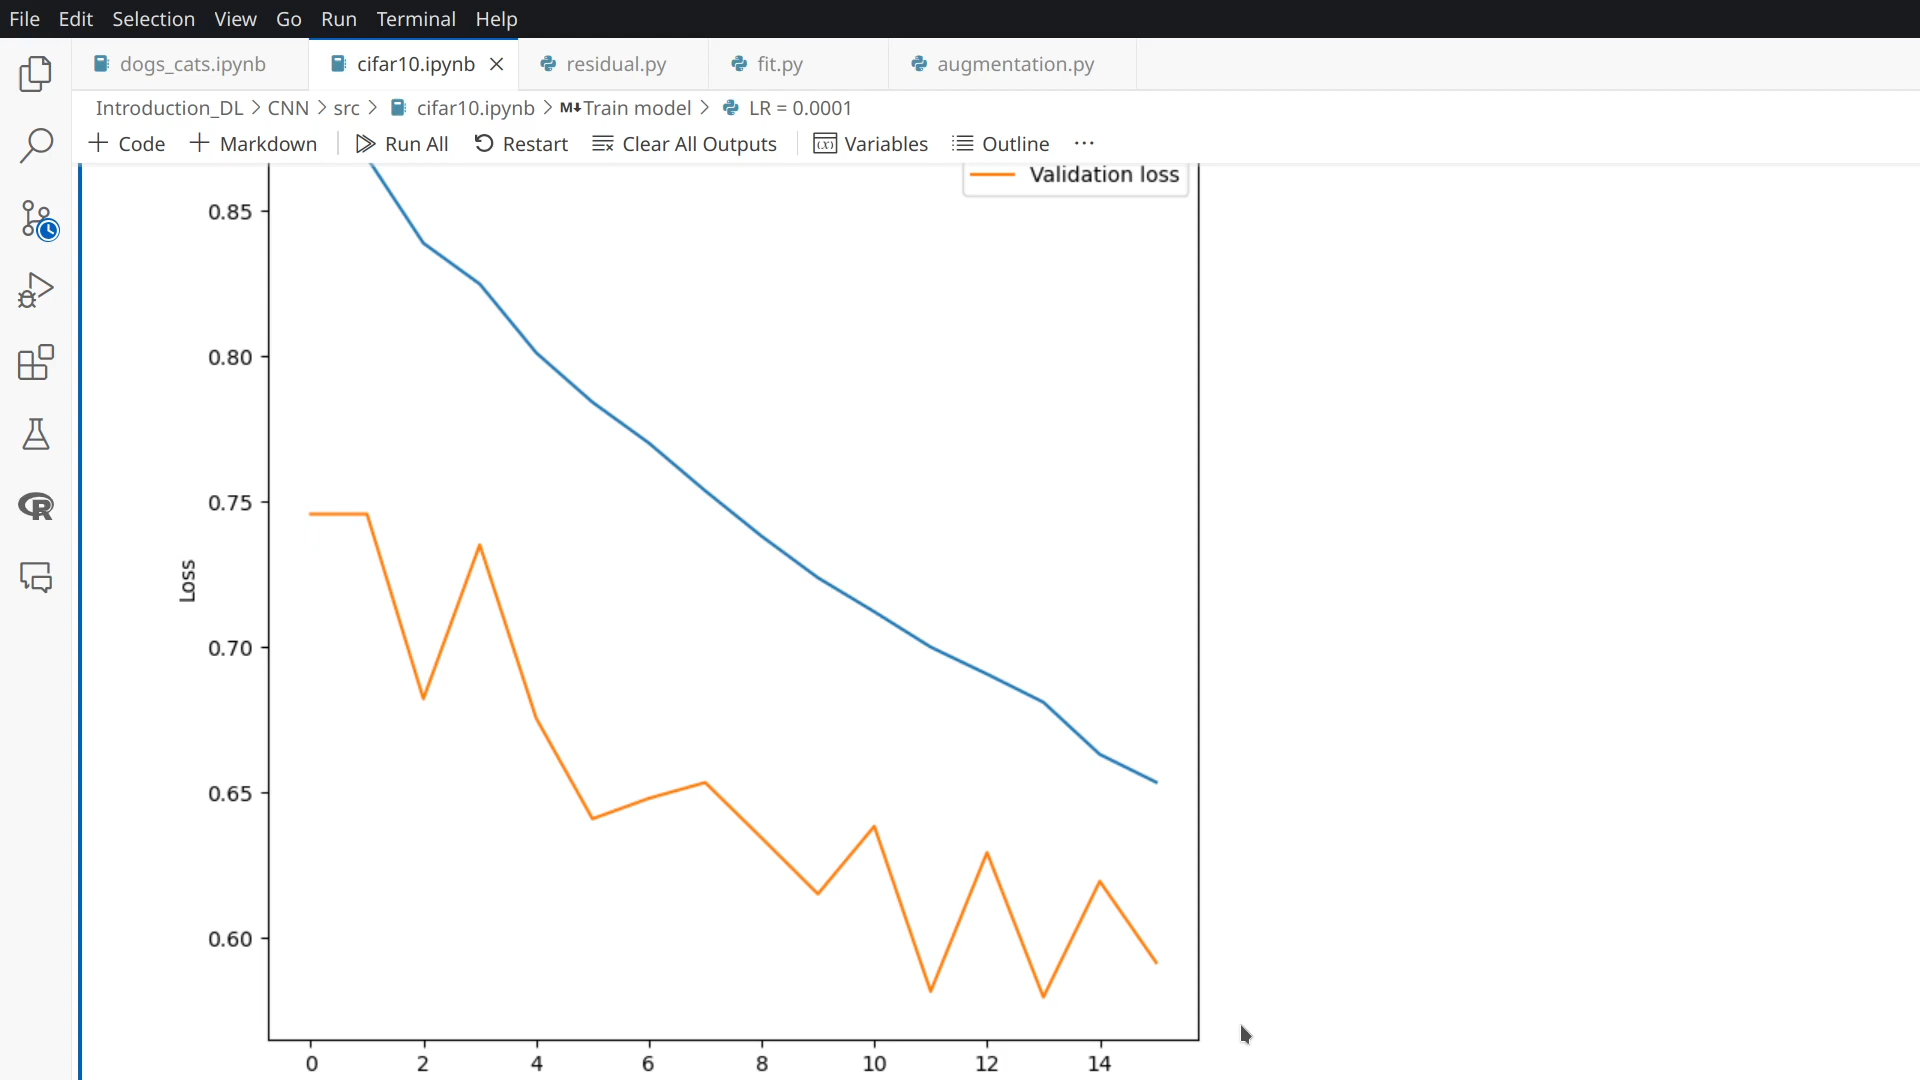 File Edit Selection View Go Run Terminal Help
dogs_cats.ipynb cifar10.ipynb residual.py fit.py augmentation.py
Introduction_DL > CNN > src > cifar10.ipynb > M↓Train model > LR = 0.0001
+ Code + Markdown Run All Restart Clear All Outputs Variables Outline ...
Validation loss
0.85
0.80
0.75
0.70
0.65
0.60
Loss
0 2 4 6 8 10 12 14